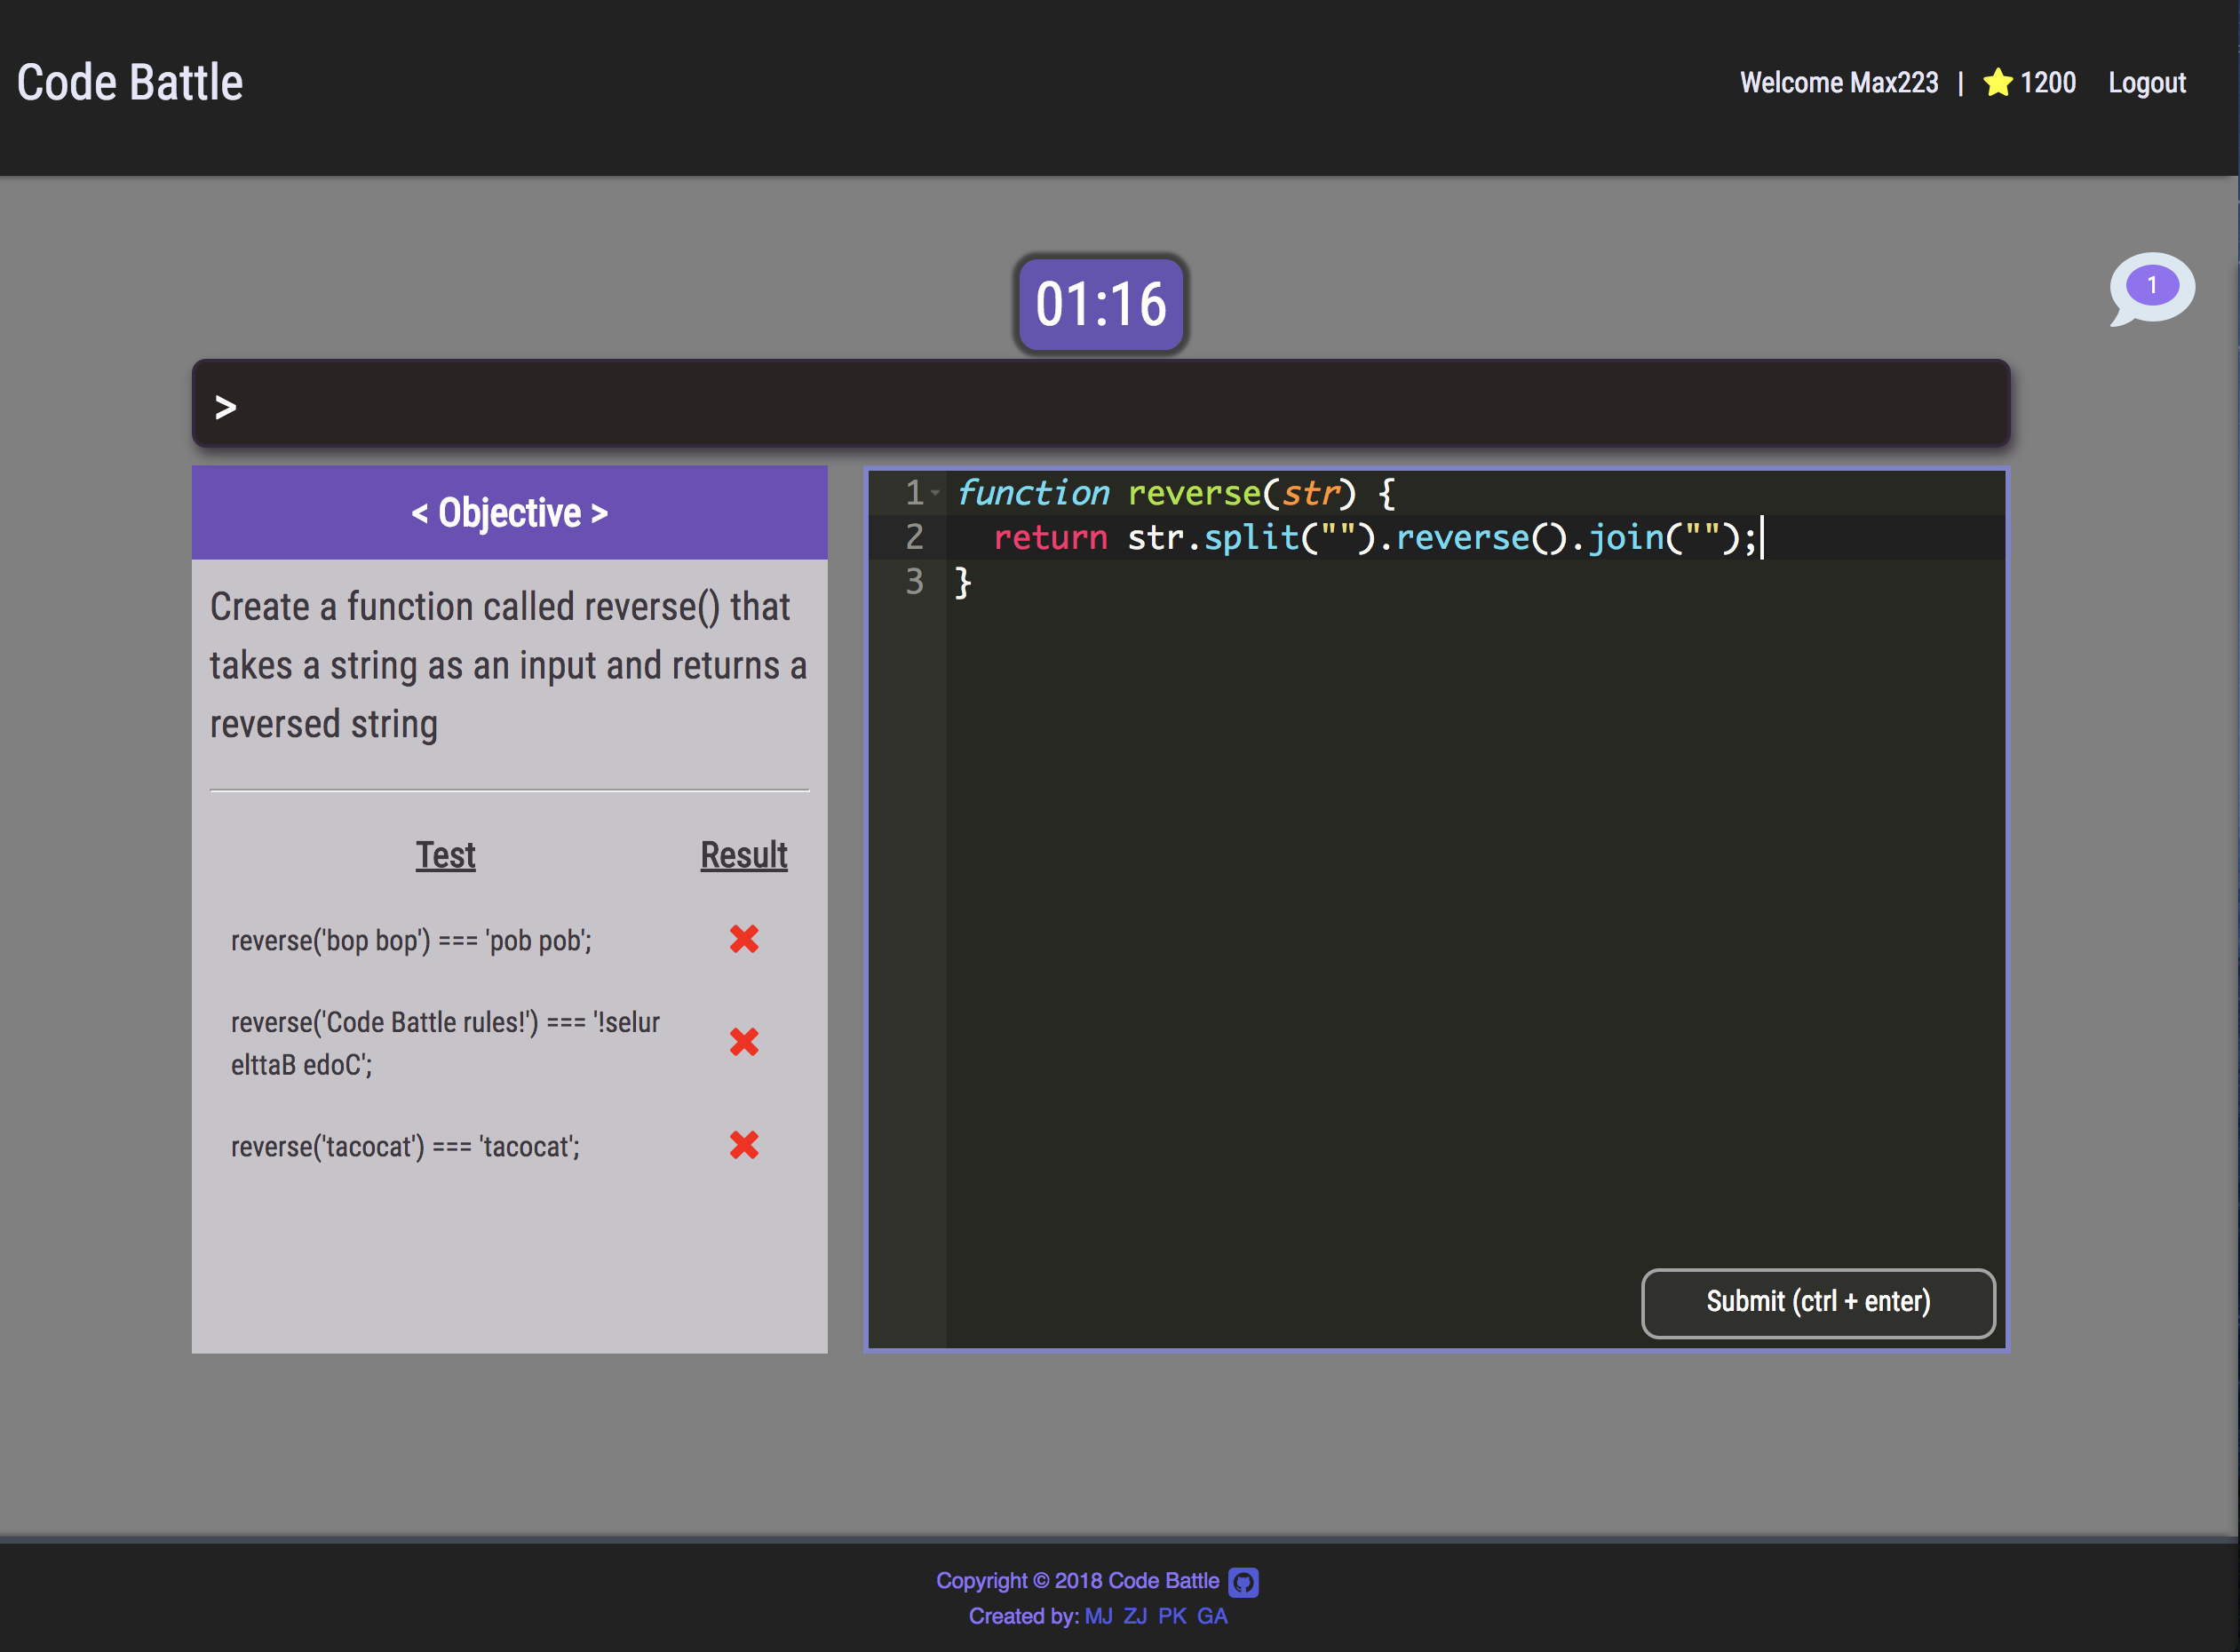 Code Battle
Welcome Max223 | 1200 Logout
1
01:16
>
< Objective >
Create a function called reverse() that
takes a string as an input and returns a
reversed string
Test Result
reverse('bop bop') === 'pob pob';
reverse('Code Battle rules!') === '!selur
elttaB edoC';
reverse('tacocat') === 'tacocat';
1 function reverse(str) {
2 return str.split("").reverse().join("");
3 }
Submit (ctrl + enter)
Copyright © 2018 Code Battle
Created by: MJ ZJ PK GA